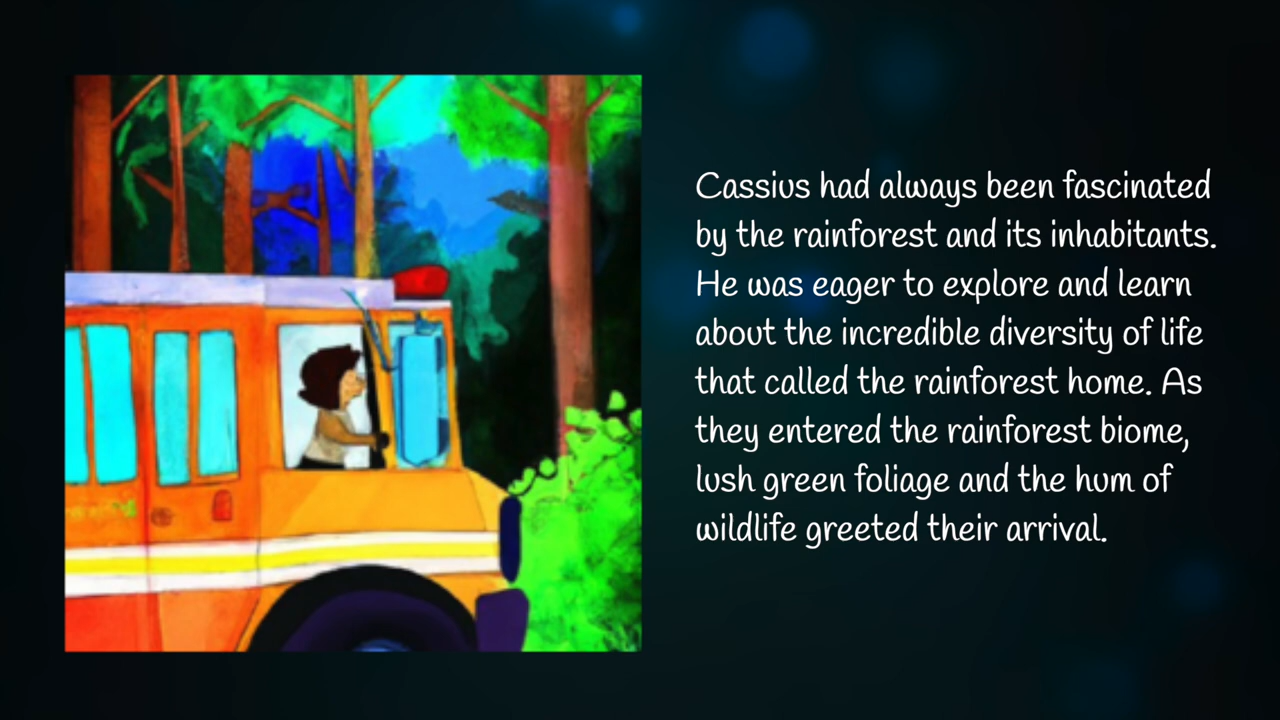 Cassius had always been fascinated
by the rainforest and its inhabitants.
He was eager to explore and learn
about the incredible diversity of life
that called the rainforest home. As
they entered the rainforest biome,
lush green foliage and the hum of
wildlife greeted their arrival.